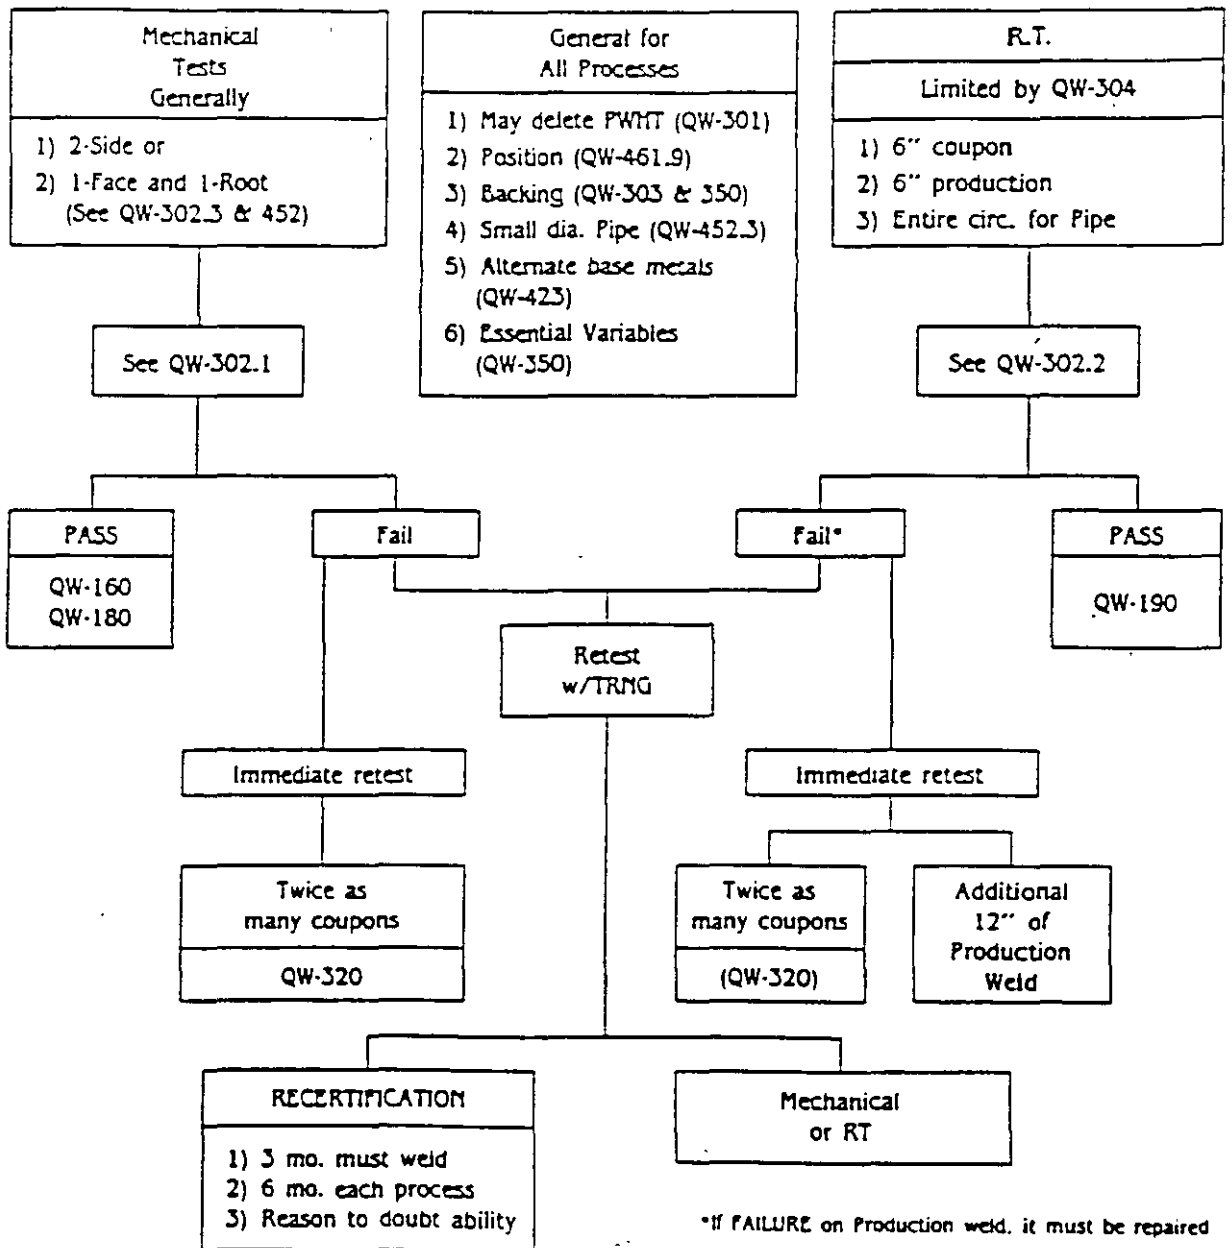 Mechanical
Tests
Generally
1) 2-Side or
2) 1-Face and 1-Root
(See QW-302.3 & 452)
General for
All Processes
1) May delete PWHT (QW-301)
2) Position (QW-461.9)
3) Backing (QW-303 & 350)
4) Small dia. Pipe (QW-452.3)
5) Alternate base metals
(QW-423)
6) Essential Variables
(QW-350)
R.T.
Limited by QW-304
1) 6" coupon
2) 6" production
3) Entire circ. for Pipe
See QW-302.1
See QW-302.2
PASS
QW-160
QW-180
Fail
Fail*
PASS
QW-190
Retest
w/TRNG
Immediate retest
Immediate retest
Twice as
many coupons
QW-320
Twice as
many coupons
(QW-320)
Additional
12" of
Production
Weld
RECERTIFICATION
1) 3 mo. must weld
2) 6 mo. each process
3) Reason to doubt ability
Mechanical
or RT
*If FAILURE on Production weld, it must be repaired